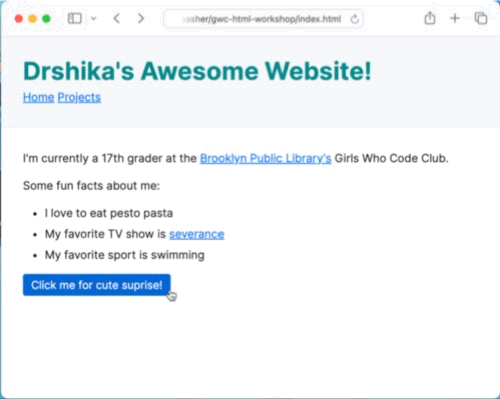 asher/gwc-html-workshop/index.html
Drshika's Awesome Website!
Home Projects
I'm currently a 17th grader at the Brooklyn Public Library's Girls Who Code Club.
Some fun facts about me:
I love to eat pesto pasta
My favorite TV show is severance
My favorite sport is swimming
Click me for cute suprise!